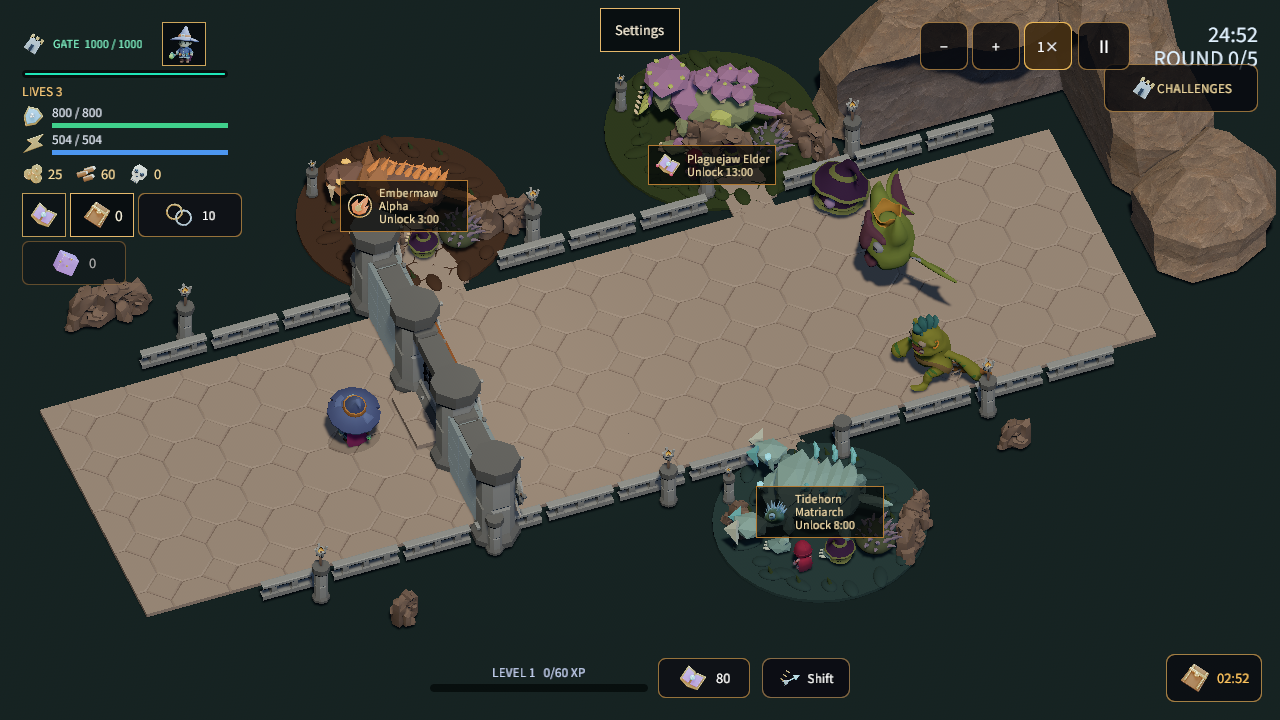 GATE 1000 / 1000
LIVES 3
800 / 800
504 / 504
25
60
0
0
10
0
Settings
−
+
1×
24:52
ROUND 0/5
CHALLENGES
Embermaw
Alpha
Unlock 3:00
Plaguejaw Elder
Unlock 13:00
Tidehorn
Matriarch
Unlock 8:00
LEVEL 1 0/60 XP
80
Shift
02:52